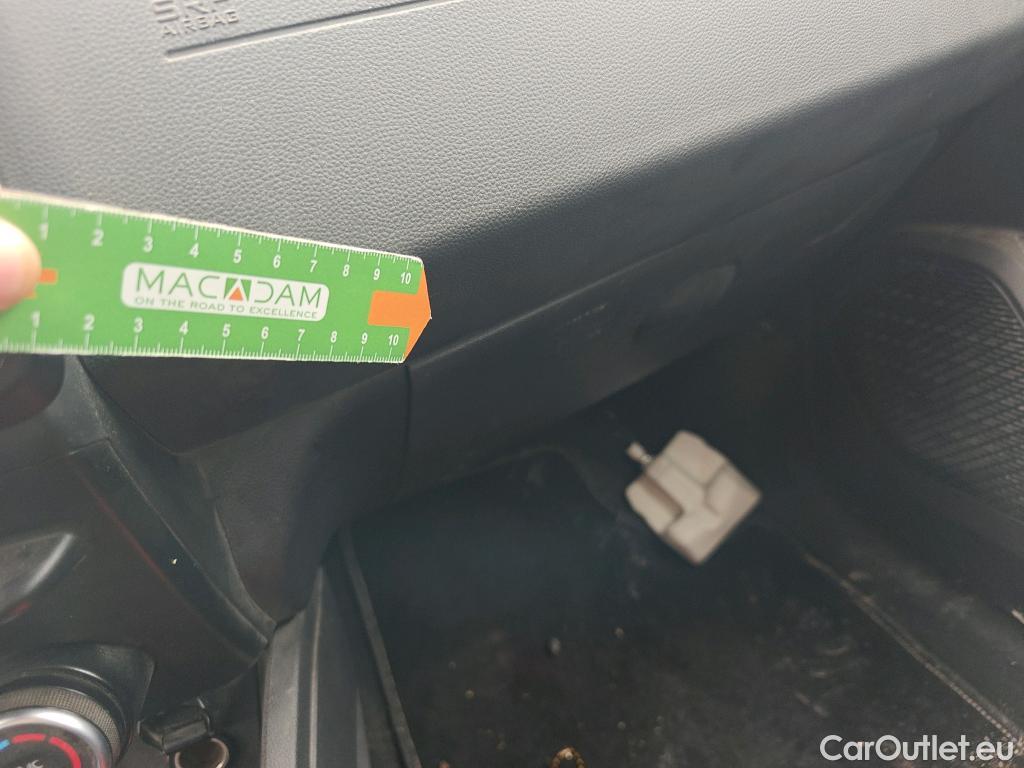 AIRBAG
1 2 3 4 5 6 7 8 9 10
MACADAM
ON THE ROAD TO EXCELLENCE
1 2 3 4 5 6 7 8 9 10
CarOutlet.eu